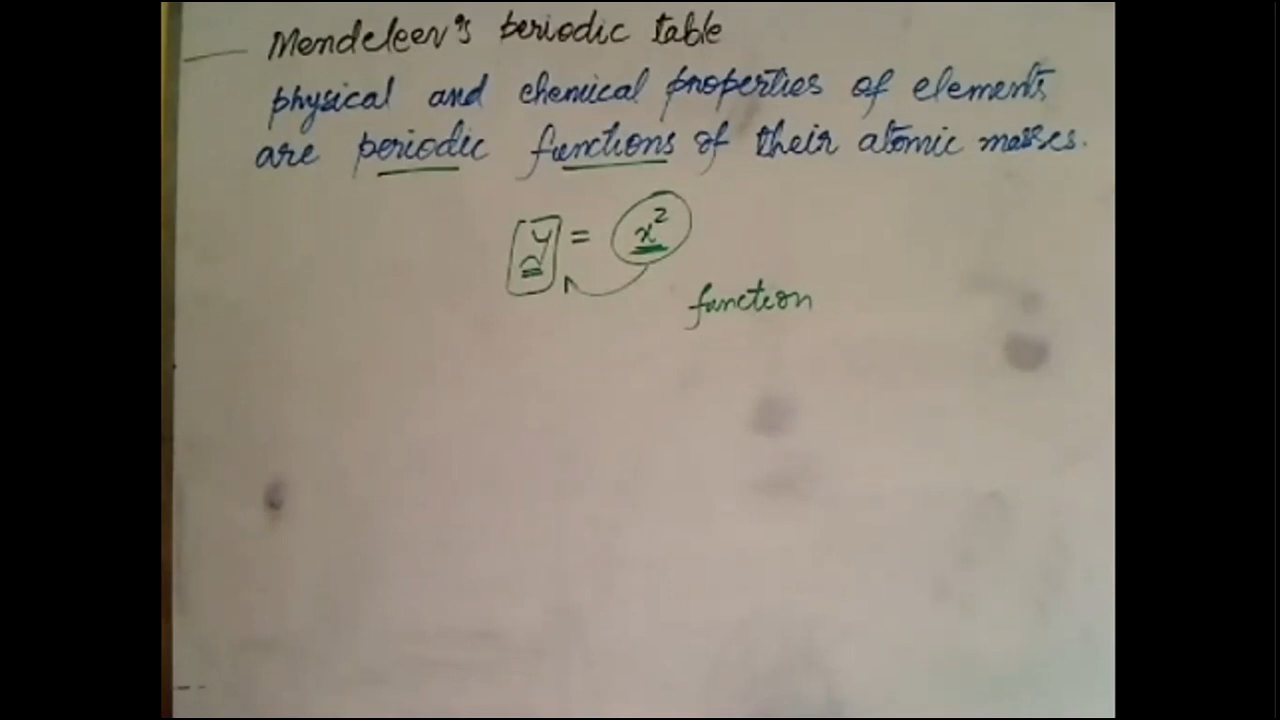 Mendeleev's periodic table
physical and chemical properties of elements
are periodic functions of their atomic masses.
y = x²
function